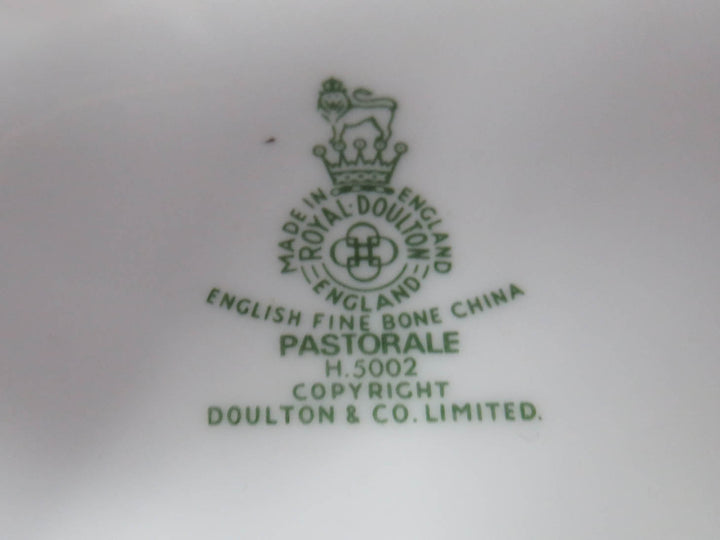 MADE IN ENGLAND
ROYAL·DOULTON
ENGLAND
ENGLISH FINE BONE CHINA
PASTORALE
H.5002
COPYRIGHT
DOULTON & CO. LIMITED.